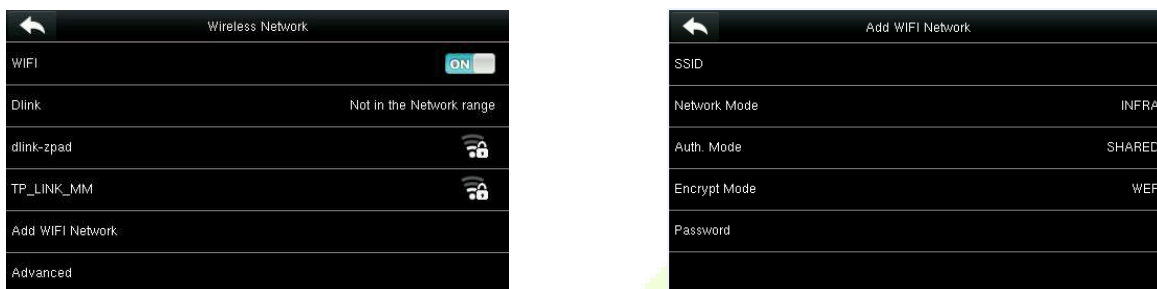 Wireless Network
WIFI
ON
Dlink Not in the Network range
dlink-zpad
TP_LINK_MM
Add WIFI Network
Advanced
Add WIFI Network
SSID
Network Mode INFRA
Auth. Mode SHARED
Encrypt Mode WEP
Password